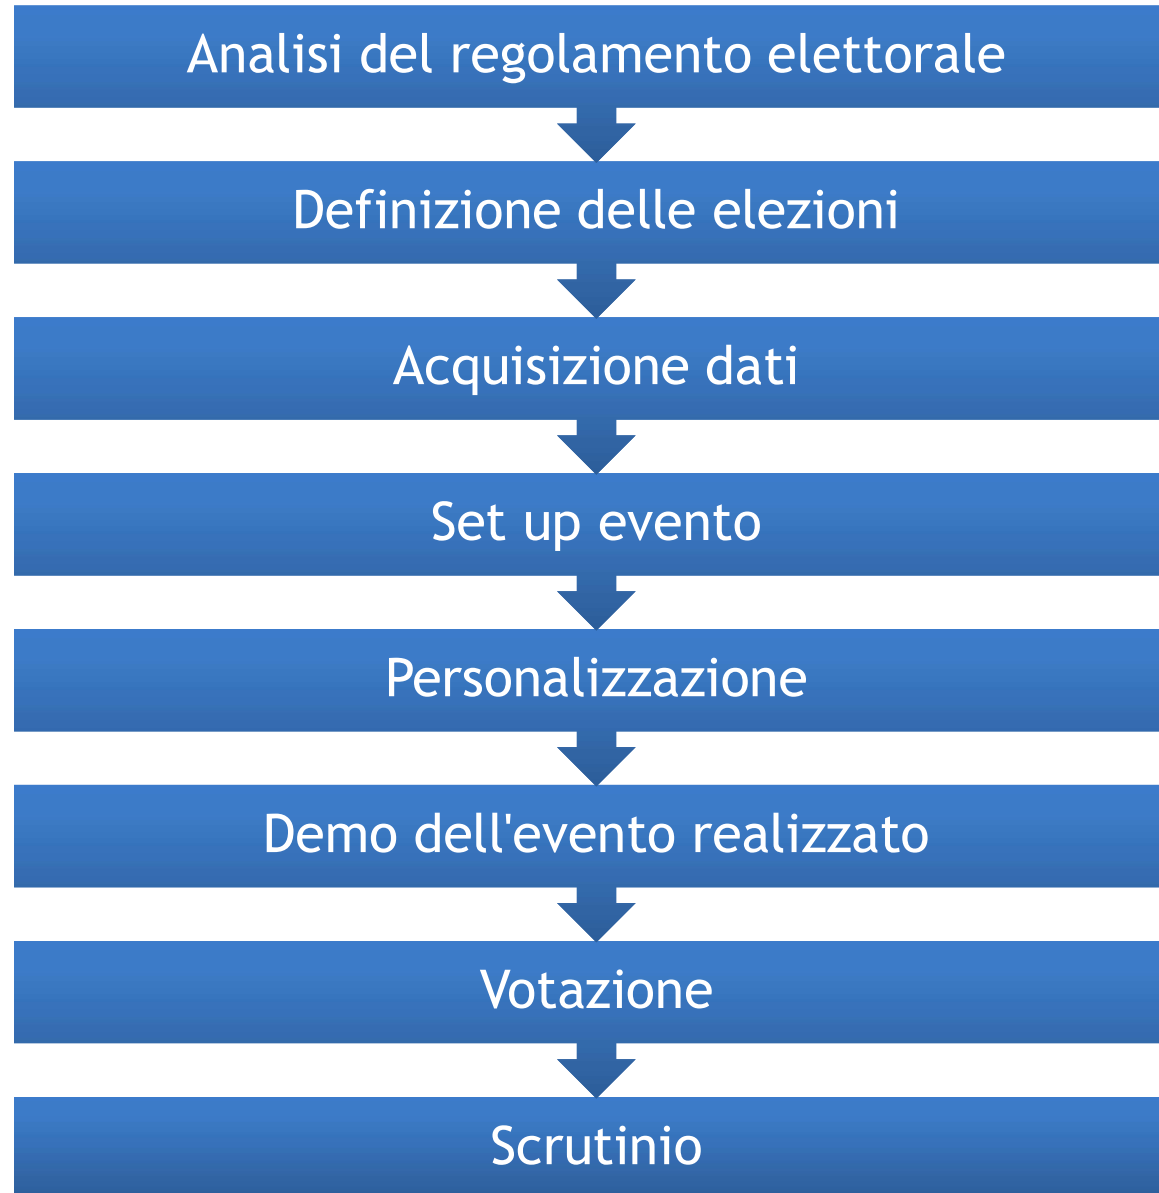 Analisi del regolamento elettorale
Definizione delle elezioni
Acquisizione dati
Set up evento
Personalizzazione
Demo dell'evento realizzato
Votazione
Scrutinio